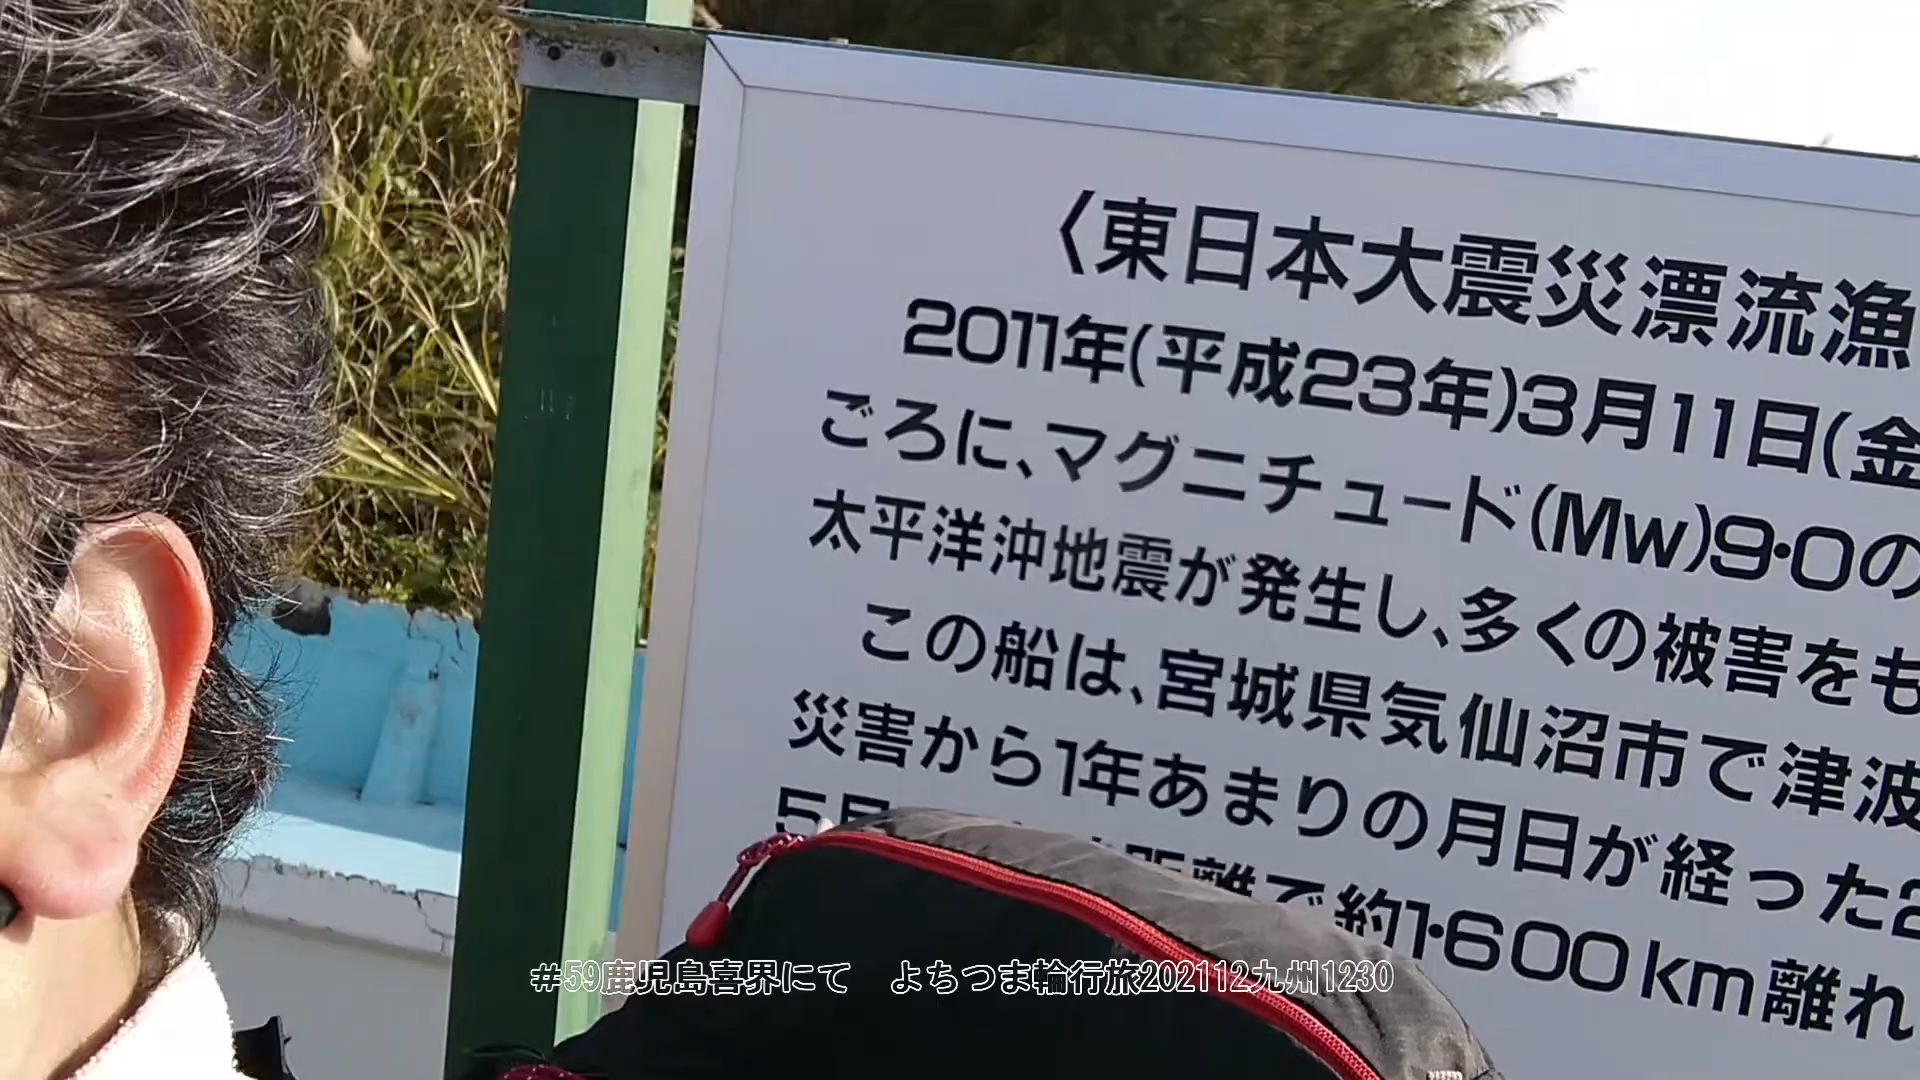 〈東日本大震災漂流漁
2011年(平成23年)3月11日(金
ごろに、マグニチュード(Mw)9・0の
太平洋沖地震が発生し、多くの被害をも
この船は、宮城県気仙沼市で津波
災害から1年あまりの月日が経った2
5月 距離で約1・600km離れ
#59鹿児島喜界にて よちつま輪行旅202112九州1230